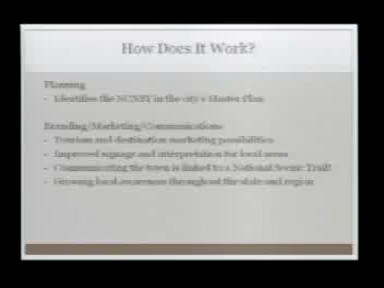 How Does It Work?
Planning
- Identifies the NCNST in the city's Master Plan
Branding/Marketing/Communications
- Tourism and destination marketing possibilities
- Improved signage and interpretation for local areas
- Communicating the town is linked to a National Scenic Trail!
- Growing local awareness throughout the state and region